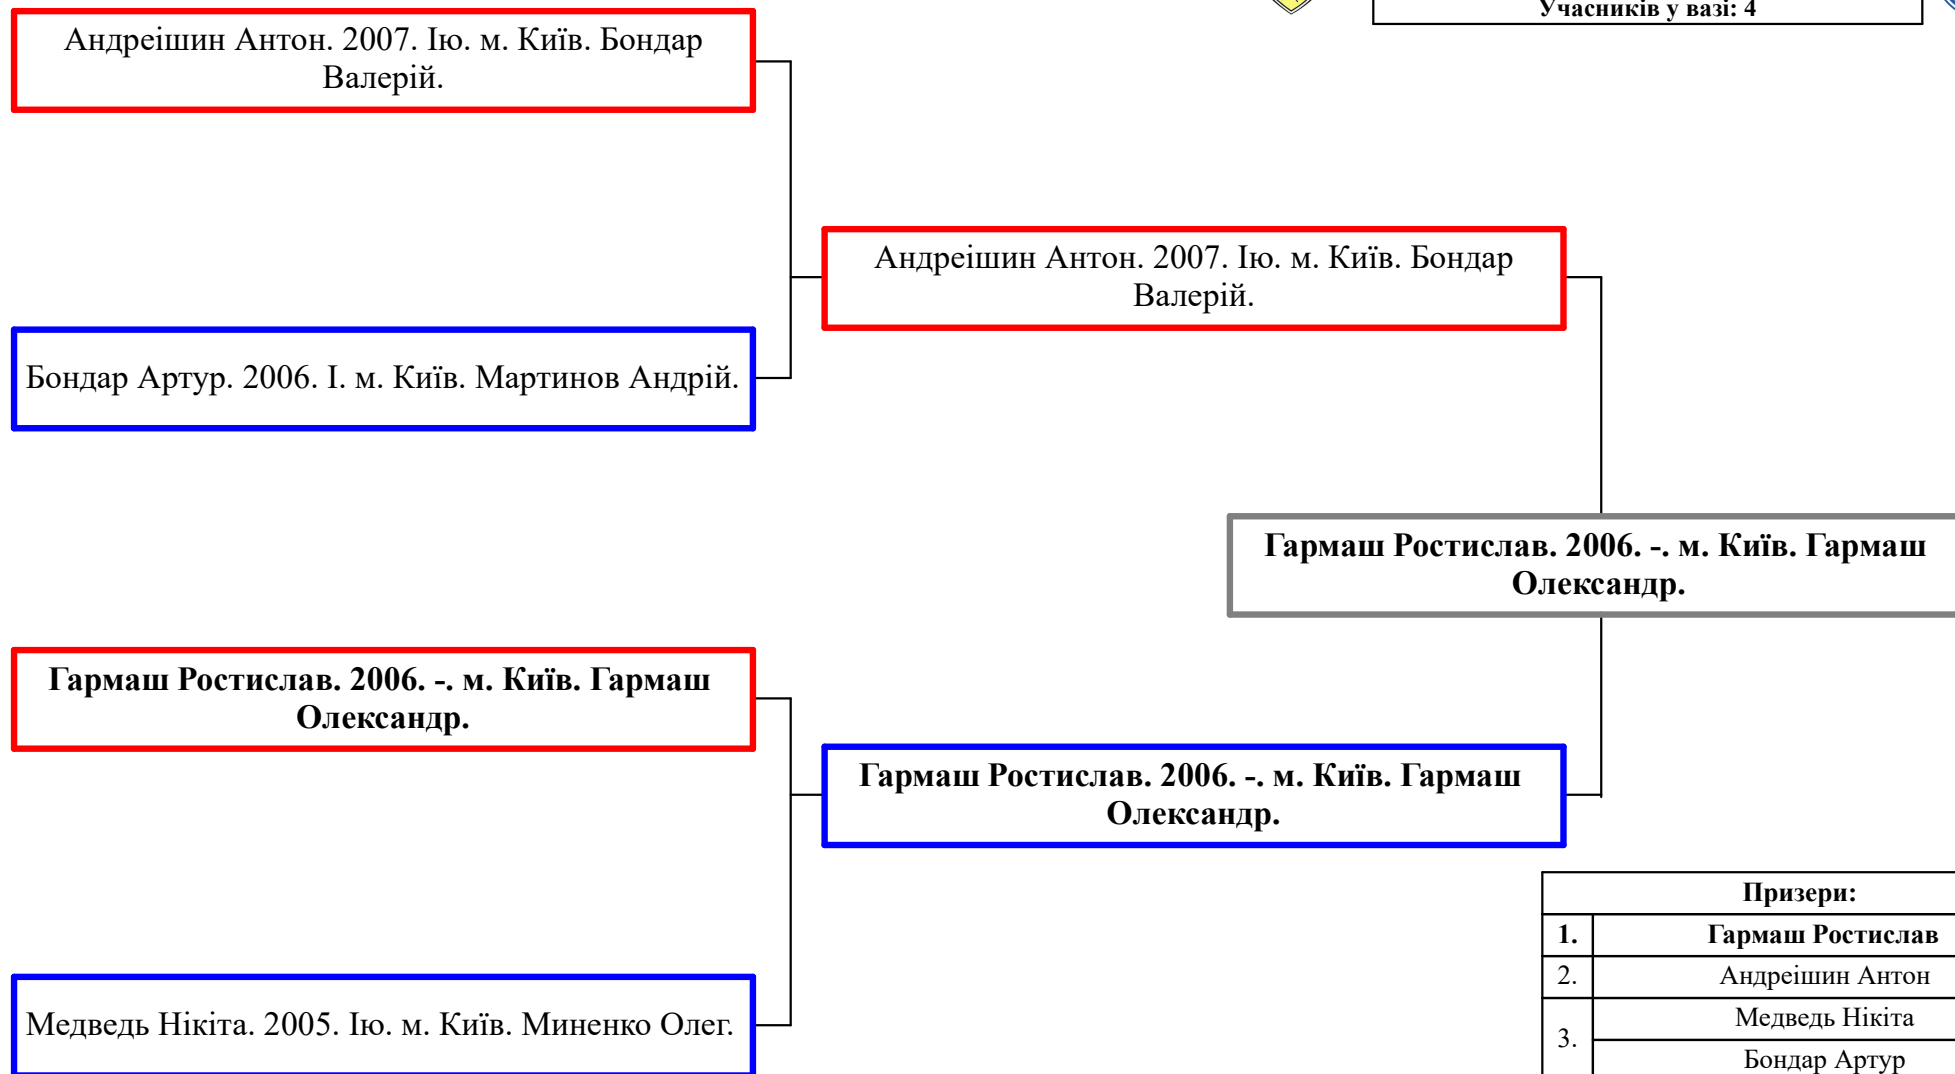 Учасників у вазі: 4
Андреішин Антон. 2007. Ію. м. Київ. Бондар
Валерій.
Андреішин Антон. 2007. Ію. м. Київ. Бондар
Валерій.
Бондар Артур. 2006. І. м. Київ. Мартинов Андрій.
Гармаш Ростислав. 2006. -. м. Київ. Гармаш
Олександр.
Гармаш Ростислав. 2006. -. м. Київ. Гармаш
Олександр.
Гармаш Ростислав. 2006. -. м. Київ. Гармаш
Олександр.
Медведь Нікіта. 2005. Ію. м. Київ. Миненко Олег.
Призери:
1. Гармаш Ростислав
2. Андреішин Антон
3. Медведь Нікіта
Бондар Артур